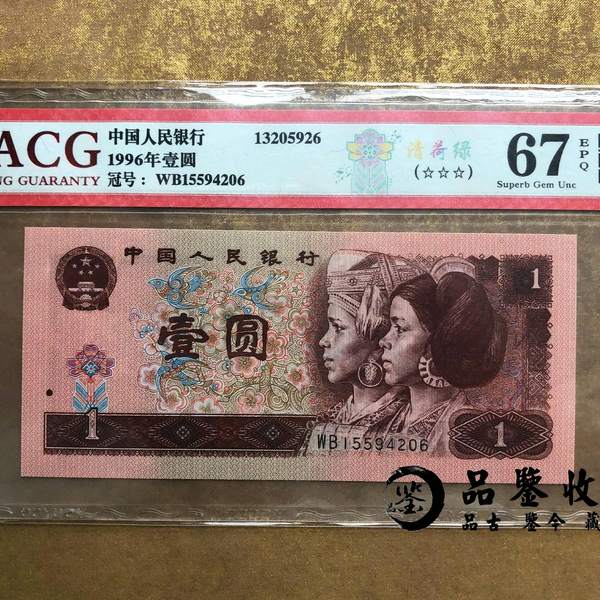 ACG
NG GUARANTY
中国人民银行
1996年壹圆
冠号：WB15594206
13205926
清荷绿
(☆☆☆)
67
EPQ
Superb Gem Unc
中国人民银行
1
壹圆
1
WB15594206
1
鉴
品鑒收
品古鑒今藏